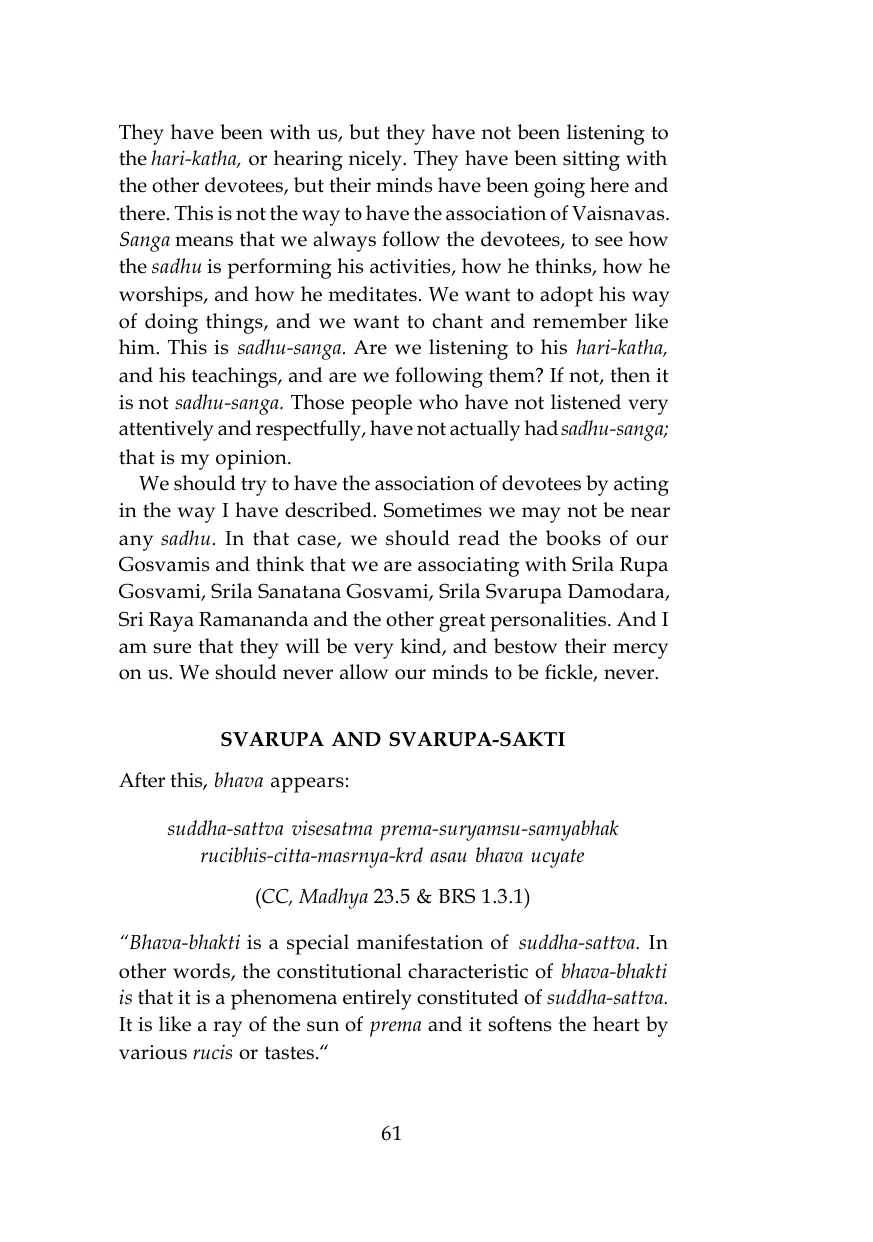 They have been with us, but they have not been listening to
the hari-katha, or hearing nicely. They have been sitting with
the other devotees, but their minds have been going here and
there. This is not the way to have the association of Vaisnavas.
Sanga means that we always follow the devotees, to see how
the sadhu is performing his activities, how he thinks, how he
worships, and how he meditates. We want to adopt his way
of doing things, and we want to chant and remember like
him. This is sadhu-sanga. Are we listening to his hari-katha,
and his teachings, and are we following them? If not, then it
is not sadhu-sanga. Those people who have not listened very
attentively and respectfully, have not actually had sadhu-sanga;
that is my opinion.
We should try to have the association of devotees by acting
in the way I have described. Sometimes we may not be near
any sadhu. In that case, we should read the books of our
Gosvamis and think that we are associating with Srila Rupa
Gosvami, Srila Sanatana Gosvami, Srila Svarupa Damodara,
Sri Raya Ramananda and the other great personalities. And I
am sure that they will be very kind, and bestow their mercy
on us. We should never allow our minds to be fickle, never.
SVARUPA AND SVARUPA-SAKTI
After this, bhava appears:
suddha-sattva visesatma prema-suryamsu-samyabhak
rucibhis-citta-masrnya-krd asau bhava ucyate
(CC, Madhya 23.5 & BRS 1.3.1)
“Bhava-bhakti is a special manifestation of suddha-sattva. In
other words, the constitutional characteristic of bhava-bhakti
is that it is a phenomena entirely constituted of suddha-sattva.
It is like a ray of the sun of prema and it softens the heart by
various rucis or tastes.“
61